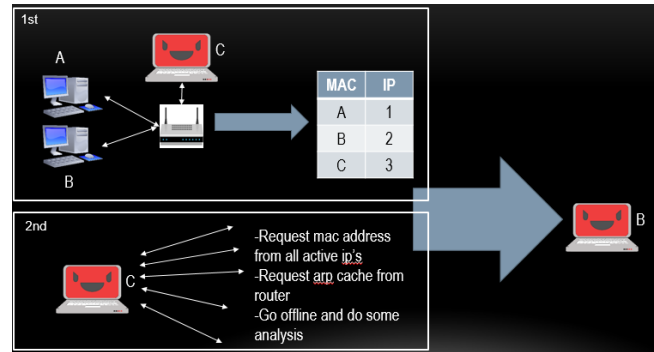 1st
A
C
B
MAC IP
A 1
B 2
C 3
B
2nd
C
-Request mac address
from all active ip's
-Request arp cache from
router
-Go offline and do some
analysis